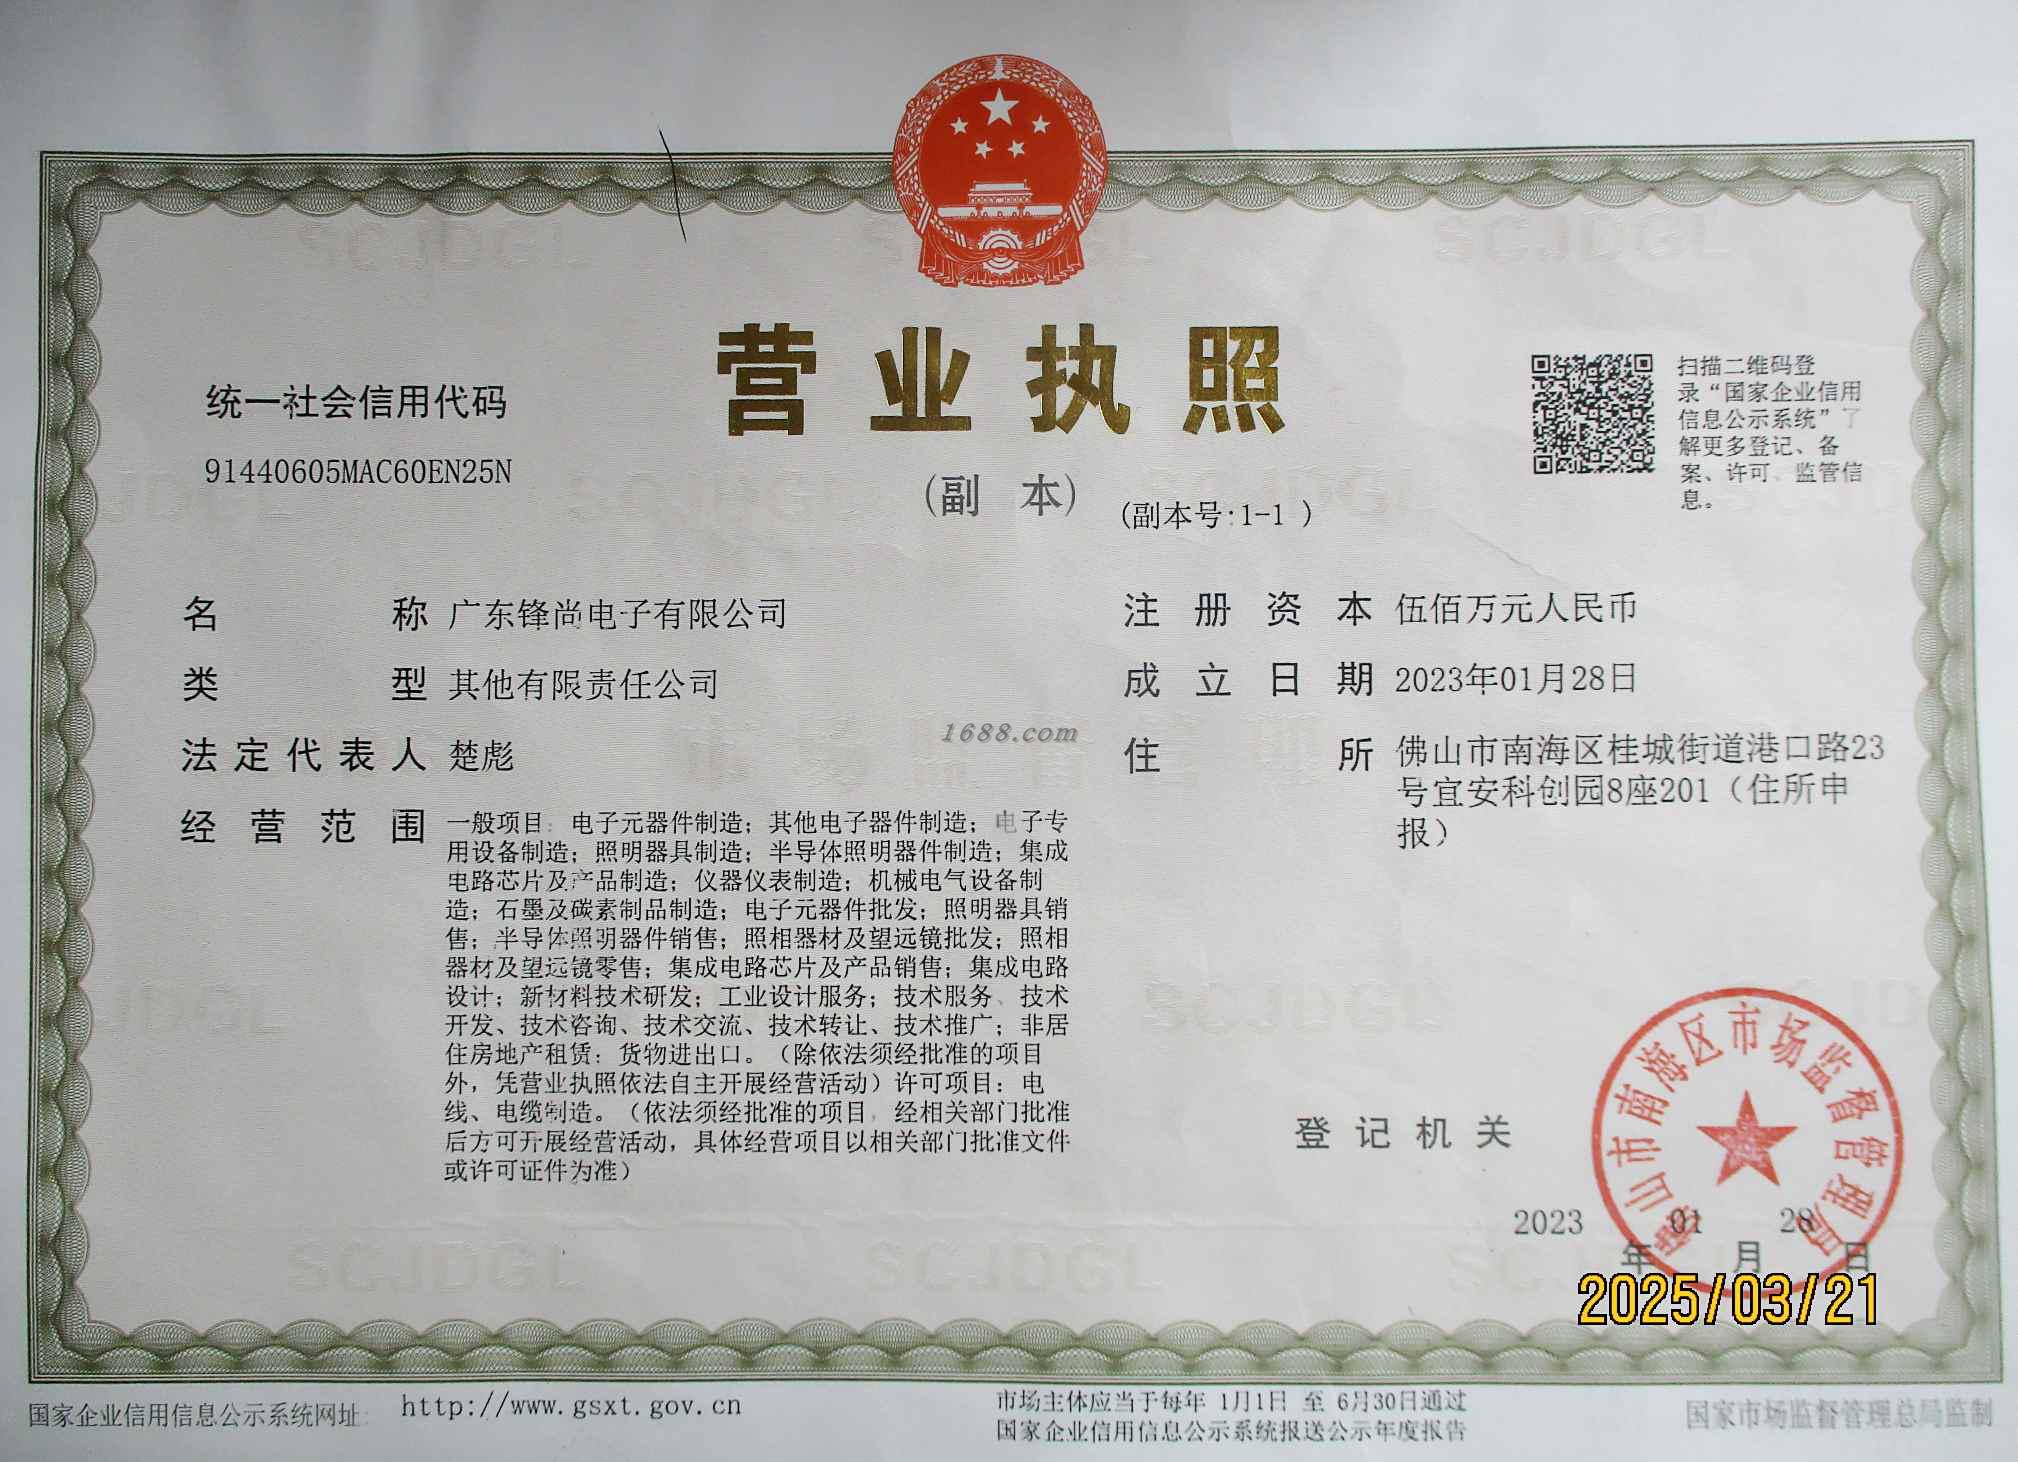 营业执照
统一社会信用代码
91440605MAC60EN25N
(副 本)
(副本号:1-1 )
扫描二维码登
录“国家企业信用
信息公示系统”了
解更多登记、备
案、许可、监管信
息。
名 称 广东锋尚电子有限公司
类 型 其他有限责任公司
法定代表人 楚彪
经营范围 一般项目：电子元器件制造；其他电子器件制造；电子专
用设备制造；照明器具制造；半导体照明器件制造；集成
电路芯片及产品制造；仪器仪表制造；机械电气设备制
造；石墨及碳素制品制造；电子元器件批发；照明器具销
售；半导体照明器件销售；照相器材及望远镜批发；照相
器材及望远镜零售；集成电路芯片及产品销售；集成电路
设计；新材料技术研发；工业设计服务；技术服务、技术
开发、技术咨询、技术交流、技术转让、技术推广；非居
住房地产租赁；货物进出口。（除依法须经批准的项目
外，凭营业执照依法自主开展经营活动）许可项目：电
线、电缆制造。（依法须经批准的项目，经相关部门批准
后方可开展经营活动，具体经营项目以相关部门批准文件
或许可证件为准）
注册资本 伍佰万元人民币
成立日期 2023年01月28日
住 所 佛山市南海区桂城街道港口路23
号宜安科创园8座201（住所申
报）
1688.com
登记机关
佛山市南海区市场监督管理局
2023 年 01 月 28 日
2025/03/21
国家企业信用信息公示系统网址： http://www.gsxt.gov.cn
市场主体应当于每年 1月1日 至 6月30日通过
国家企业信用信息公示系统报送公示年度报告
国家市场监督管理总局监制
SCJDGL
SCJDGL
SCJDGL
SCJDGL
SCJDGL
SCJDGL